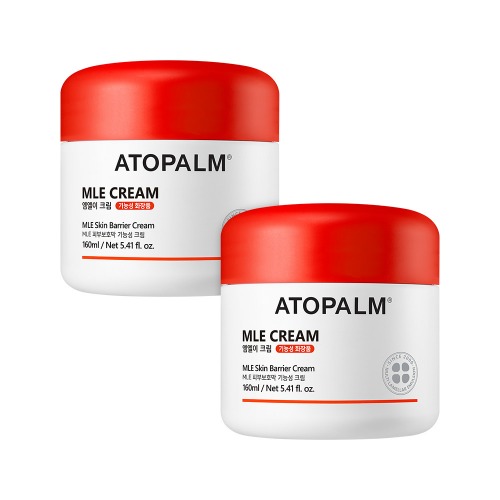 ATOPALM®
MLE CREAM
엠엘이 크림 기능성 화장품
MLE Skin Barrier Cream
MLE 피부보호막 기능성 크림
160ml / Net 5.41 fl. oz.
ATOPALM®
MLE CREAM
엠엘이 크림 기능성 화장품
MLE Skin Barrier Cream
MLE 피부보호막 기능성 크림
160ml / Net 5.41 fl. oz.